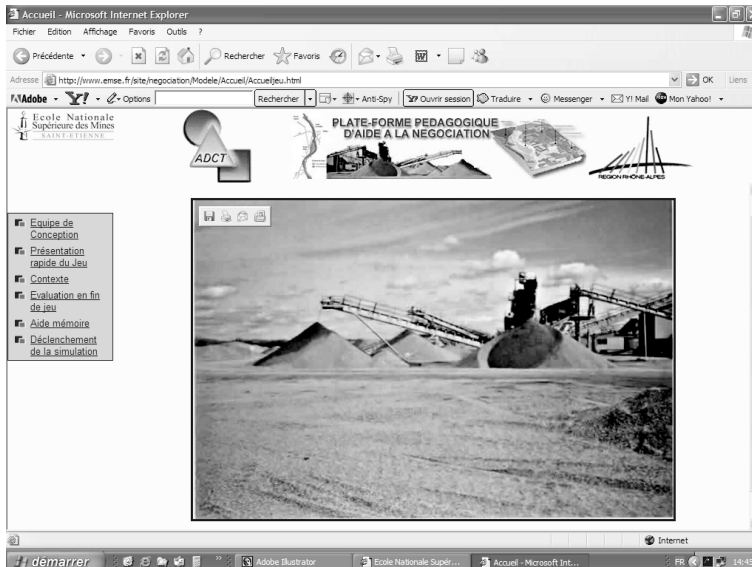 Accueil - Microsoft Internet Explorer
Fichier Edition Affichage Favoris Outils ?
Précédente Rechercher Favoris
Adresse http://www.emse.fr/site/negociation/Modele/Accueil/Accueiljeu.html OK Liens
Adobe Y! Options Rechercher Anti-Spy Y? Ouvrir session Traduire Messenger Y! Mail Mon Yahoo!
Ecole Nationale
Supérieure des Mines
SAINT-ETIENNE
ADCT
PLATE-FORME PEDAGOGIQUE
D'AIDE A LA NEGOCIATION
REGION RHÔNE-ALPES
Equipe de
Conception
Présentation
rapide du Jeu
Contexte
Evaluation en fin
de jeu
Aide mémoire
Déclenchement
de la simulation
Internet
démarrer Adobe Illustrator Ecole Nationale Supér... Accueil - Microsoft Int... FR